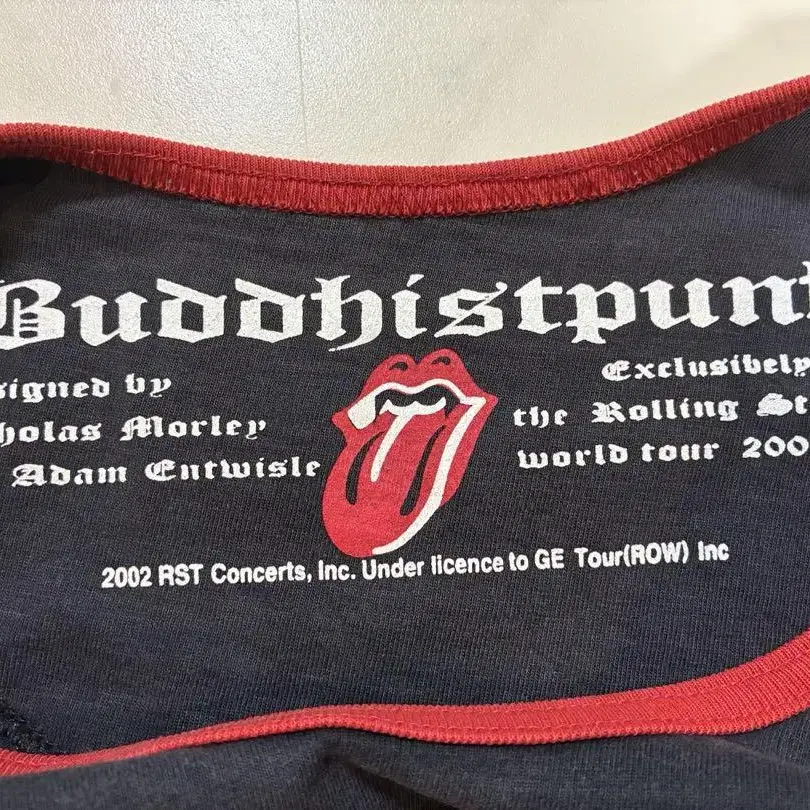 Buddhistpun
signed by
holas Morley
Adam Entwisle
Exclusibely
the Rolling St
world tour 200
2002 RST Concerts, Inc. Under licence to GE Tour(ROW) Inc